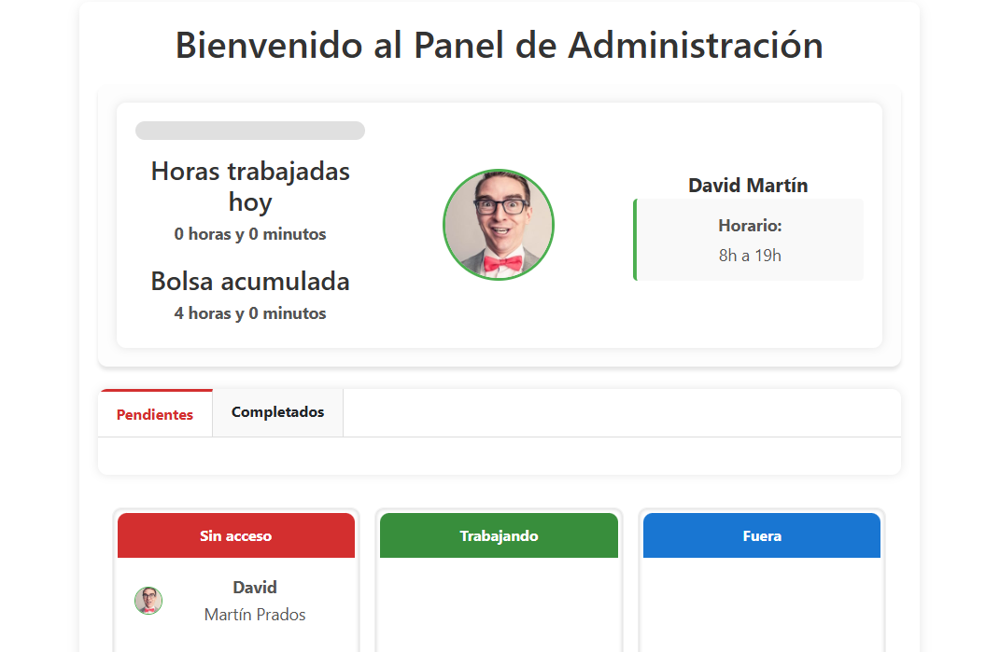 Bienvenido al Panel de Administración
Horas trabajadas
hoy
0 horas y 0 minutos
Bolsa acumulada
4 horas y 0 minutos
David Martín
Horario:
8h a 19h
Pendientes
Completados
Sin acceso
Trabajando
Fuera
David
Martín Prados